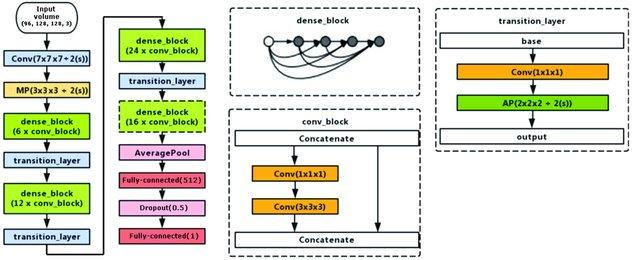 Input
volume
(96, 128, 128, 3)
Conv(7x7x7÷2(s))
MP(3x3x3 ÷ 2(s))
dense_block
(6 x conv_block)
transition_layer
dense_block
(12 x conv_block)
transition_layer
dense_block
(24 x conv_block)
transition_layer
dense_block
(16 x conv_block)
AveragePool
Fully-connected(512)
Dropout(0.5)
Fully-connected(1)
dense_block
conv_block
Concatenate
Conv(1x1x1)
Conv(3x3x3)
Concatenate
transition_layer
base
Conv(1x1x1)
AP(2x2x2 ÷ 2(s))
output